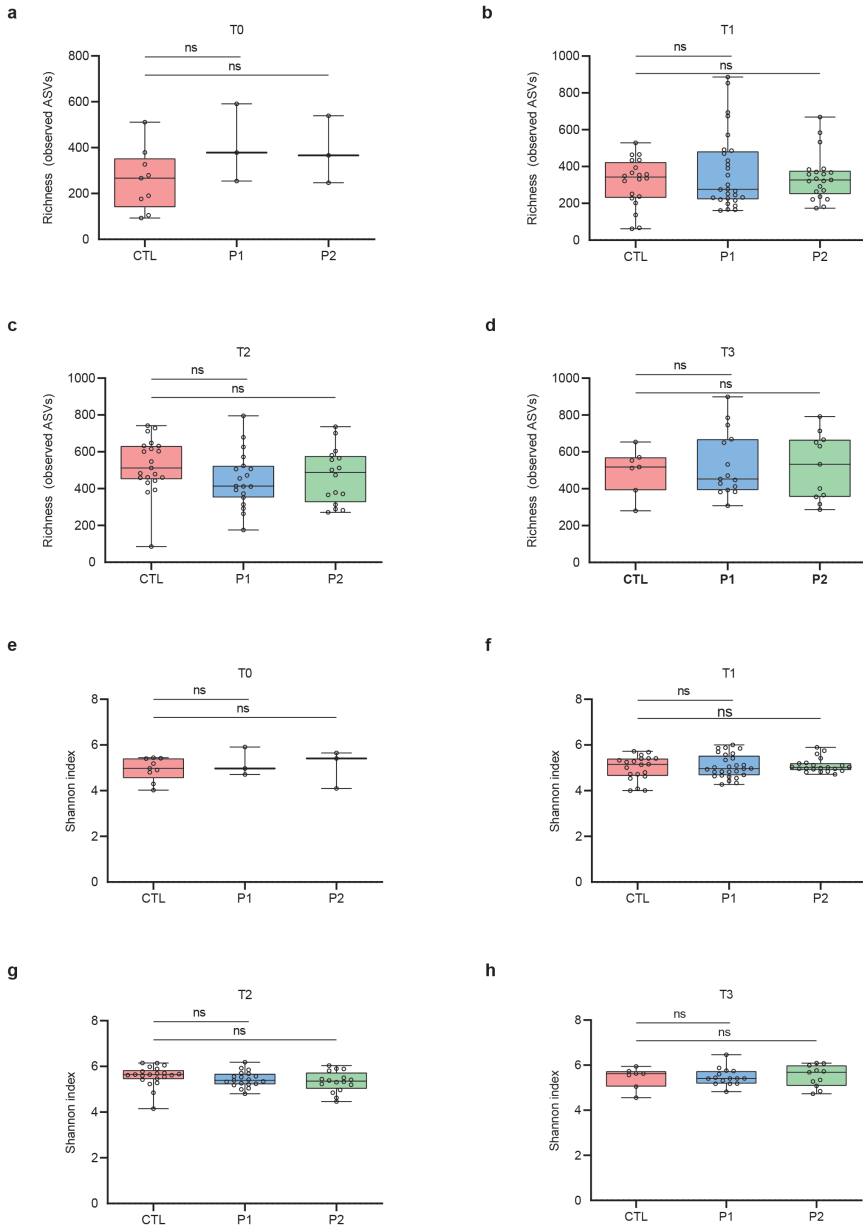 a
T0
ns
ns
800
600
400
200
0
Richness (observed ASVs)
CTL P1 P2
b
T1
ns
ns
1000
800
600
400
200
0
Richness (observed ASVs)
CTL P1 P2
c
T2
ns
ns
1000
800
600
400
200
0
Richness (observed ASVs)
CTL P1 P2
d
T3
ns
ns
1000
800
600
400
200
0
Richness (observed ASVs)
CTL P1 P2
e
T0
ns
ns
8
6
4
2
0
Shannon index
CTL P1 P2
f
T1
ns
ns
8
6
4
2
0
Shannon index
CTL P1 P2
g
T2
ns
ns
8
6
4
2
0
Shannon index
CTL P1 P2
h
T3
ns
ns
8
6
4
2
0
Shannon index
CTL P1 P2